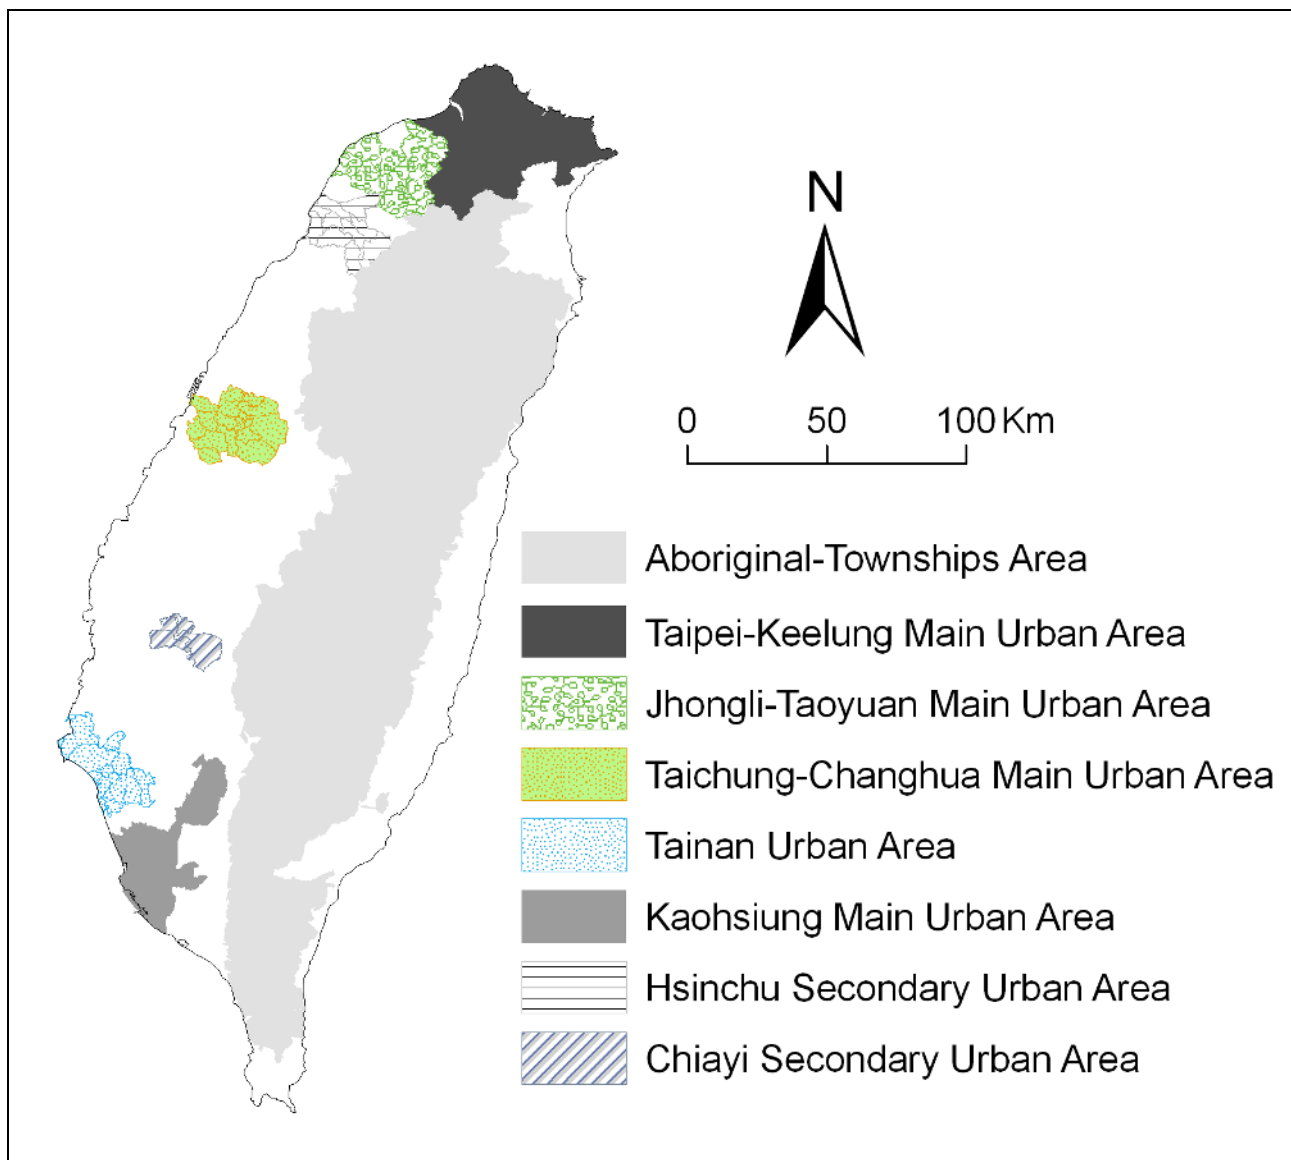 N
0 50 100 Km
Aboriginal-Townships Area
Taipei-Keelung Main Urban Area
Jhongli-Taoyuan Main Urban Area
Taichung-Changhua Main Urban Area
Tainan Urban Area
Kaohsiung Main Urban Area
Hsinchu Secondary Urban Area
Chiayi Secondary Urban Area